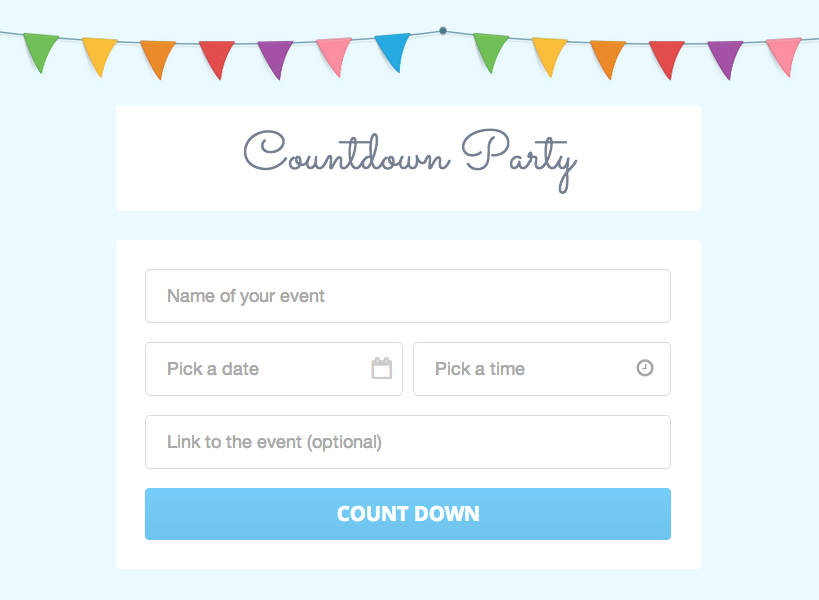 Countdown Party
Name of your event
Pick a date
Pick a time
Link to the event (optional)
COUNT DOWN